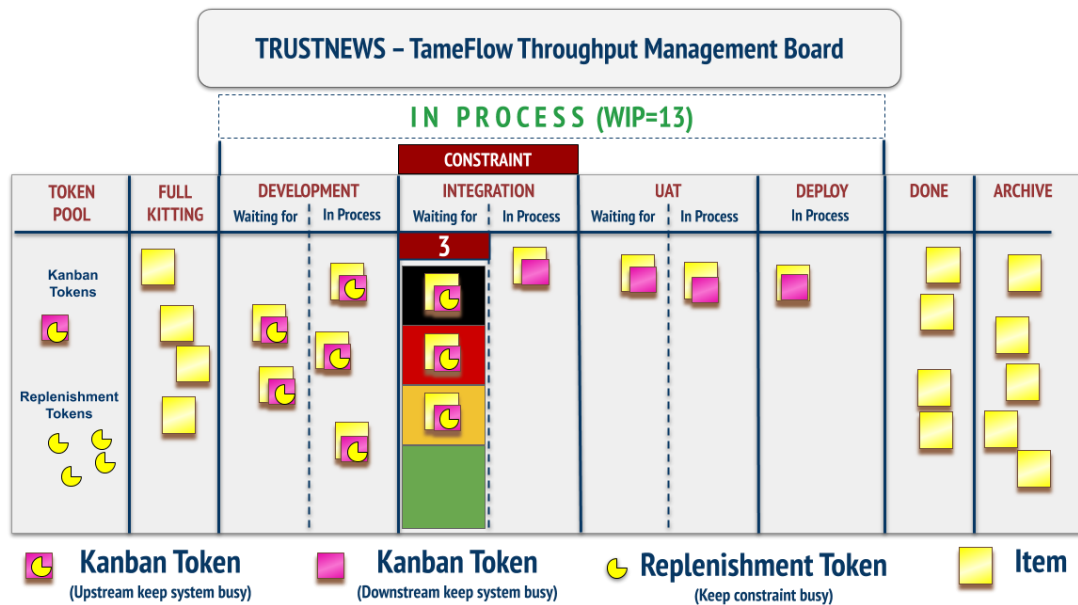 TRUSTNEWS – TameFlow Throughput Management Board
IN PROCESS (WIP=13)
CONSTRAINT
TOKEN POOL
FULL KITTING
DEVELOPMENT
INTEGRATION
UAT
DEPLOY
DONE
ARCHIVE
Waiting for
In Process
Waiting for
In Process
Waiting for
In Process
In Process
3
Kanban
Tokens
Replenishment
Tokens
Kanban Token
(Upstream keep system busy)
Kanban Token
(Downstream keep system busy)
Replenishment Token
(Keep constraint busy)
Item